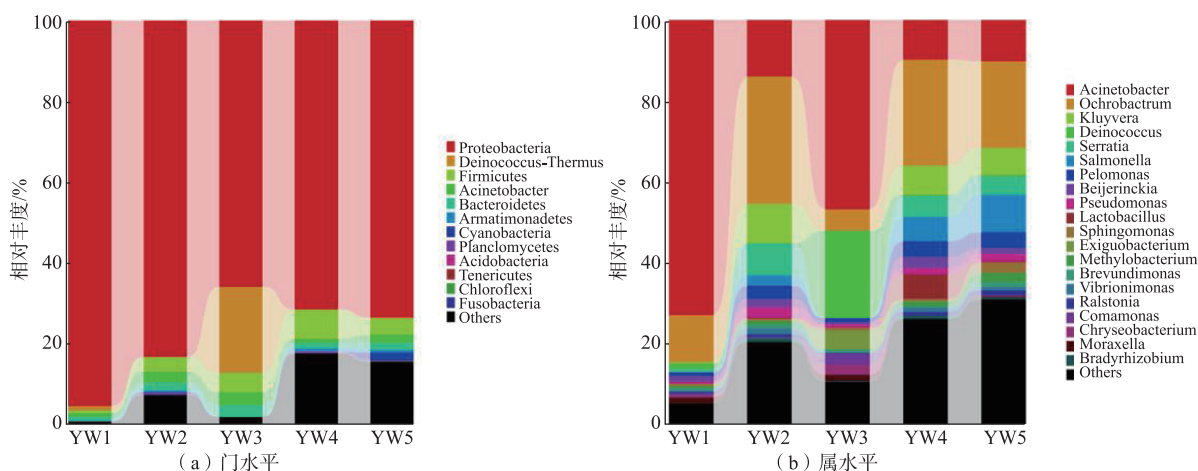 相对丰度/%
100
80
60
40
20
0
YW1 YW2 YW3 YW4 YW5
(a)门水平
Proteobacteria
Deinococcus-Thermus
Firmicutes
Acinetobacter
Bacteroidetes
Armatimonadetes
Cyanobacteria
Planclomycetes
Acidobacteria
Tenericutes
Chloroflexi
Fusobacteria
Others
相对丰度/%
100
80
60
40
20
0
YW1 YW2 YW3 YW4 YW5
(b)属水平
Acinetobacter
Ochrobactrum
Kluyvera
Deinococcus
Serratia
Salmonella
Pelomonas
Beijerinckia
Pseudomonas
Lactobacillus
Sphingomonas
Exiguobacterium
Methylobacterium
Brevundimonas
Vibrionimonas
Ralstonia
Comamonas
Chryseobacterium
Moraxella
Bradyrhizobium
Others